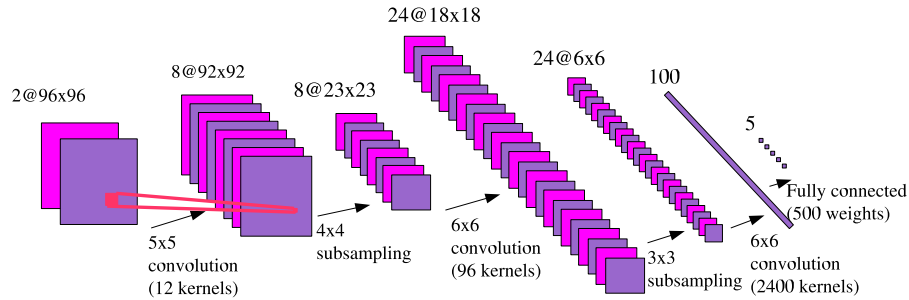 2@96x96
8@92x92
8@23x23
24@18x18
24@6x6
100
5
5x5
convolution
(12 kernels)
4x4
subsampling
6x6
convolution
(96 kernels)
3x3
subsampling
6x6
convolution
(2400 kernels)
Fully connected
(500 weights)